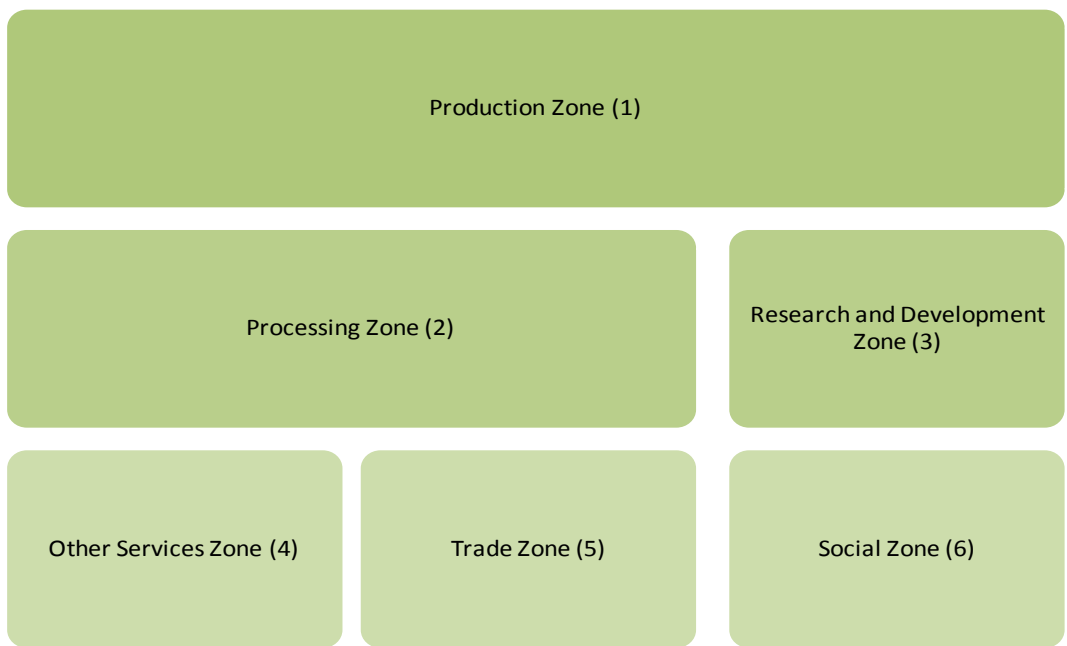 Production Zone (1)
Processing Zone (2)
Research and Development
Zone (3)
Other Services Zone (4)
Trade Zone (5)
Social Zone (6)